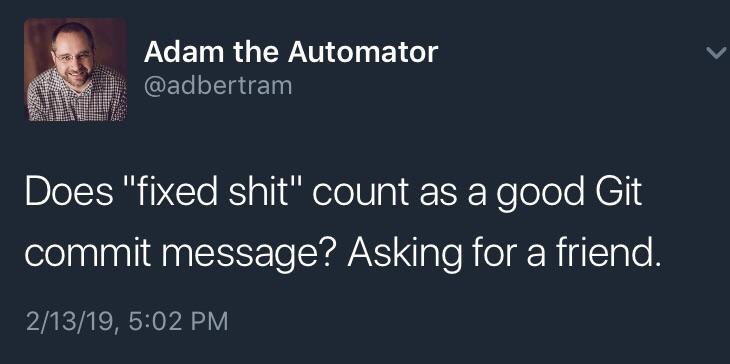 Adam the Automator
@adbertram
Does "fixed shit" count as a good Git
commit message? Asking for a friend.
2/13/19, 5:02 PM